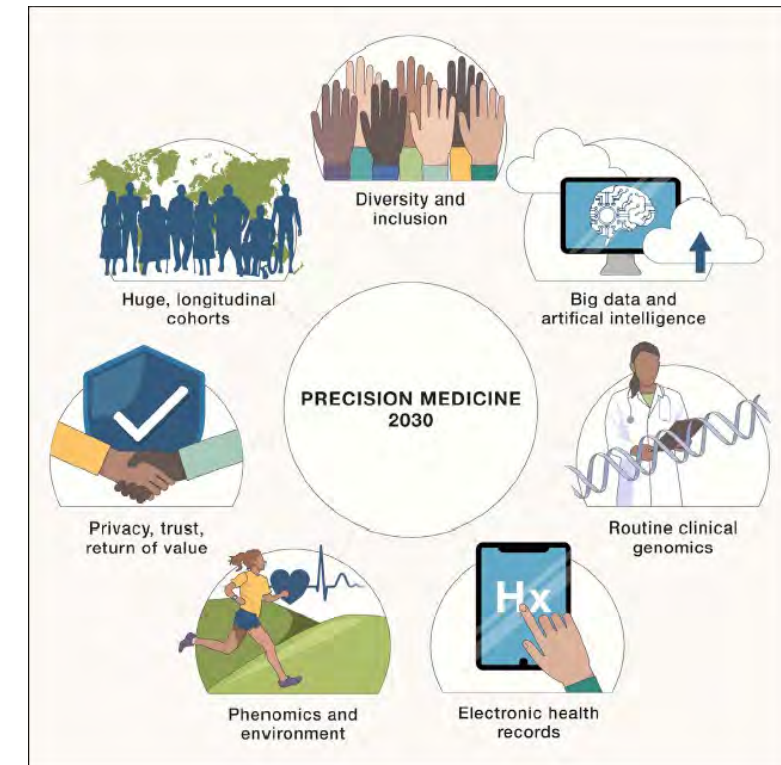 Diversity and
inclusion
Big data and
artifical intelligence
Routine clinical
genomics
Hx
Electronic health
records
Phenomics and
environment
Privacy, trust,
return of value
Huge, longitudinal
cohorts
PRECISION MEDICINE
2030